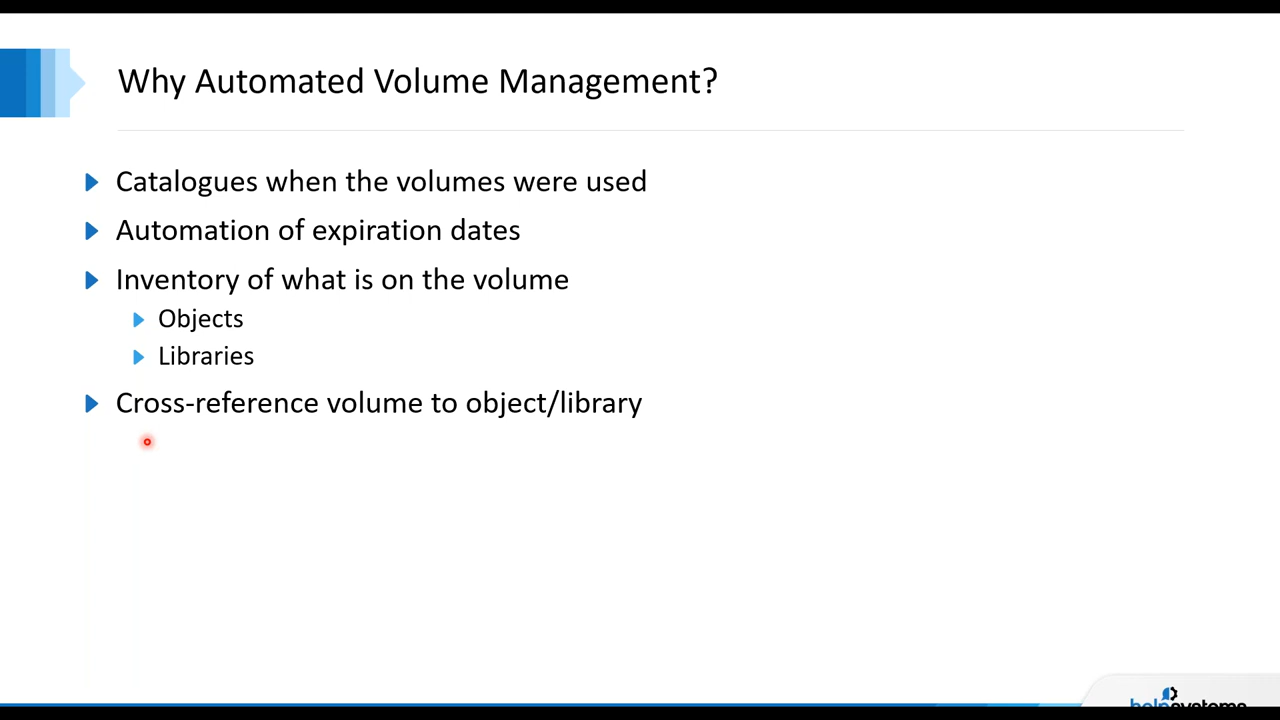 Why Automated Volume Management?
Catalogues when the volumes were used
Automation of expiration dates
Inventory of what is on the volume
Objects
Libraries
Cross-reference volume to object/library
helpsystems